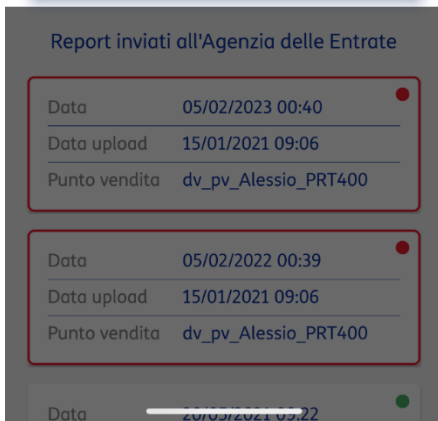 Report inviati all'Agenzia delle Entrate
Data 05/02/2023 00:40
Data upload 15/01/2021 09:06
Punto vendita dv_pv_Alessio_PRT400
Data 05/02/2022 00:39
Data upload 15/01/2021 09:06
Punto vendita dv_pv_Alessio_PRT400
Data